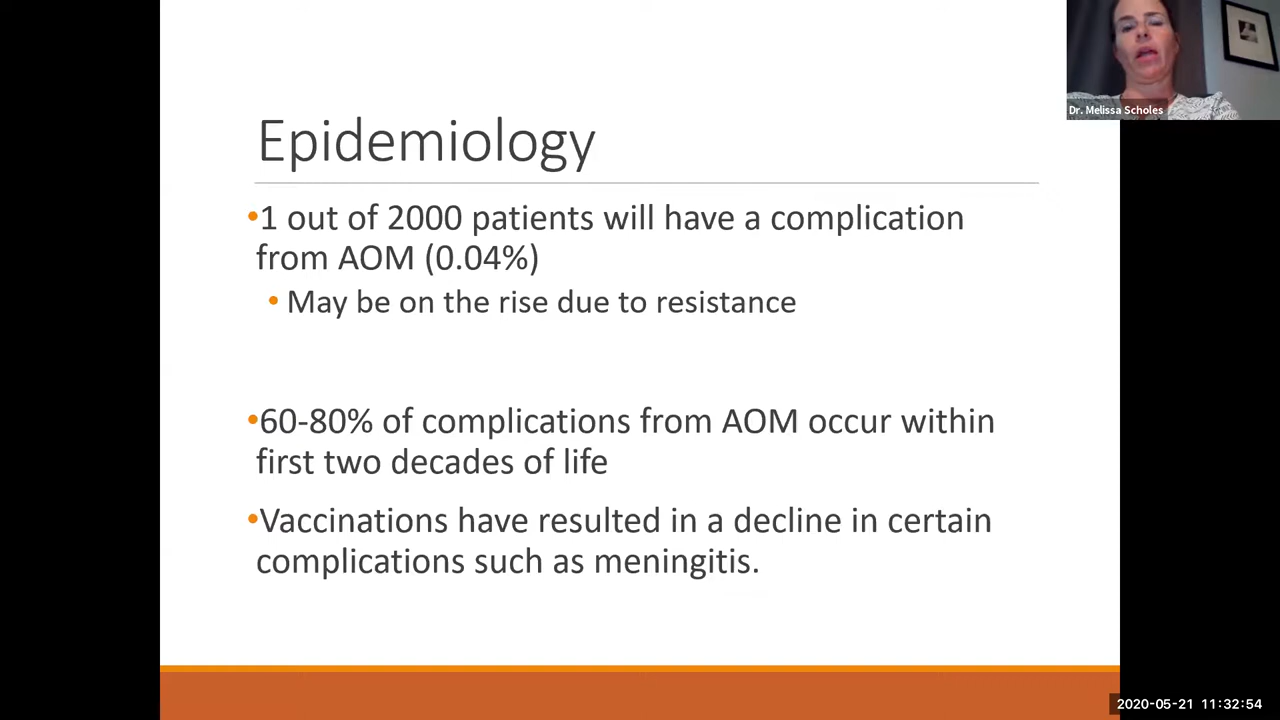 Dr. Melissa Scholes
Epidemiology
•1 out of 2000 patients will have a complication
from AOM (0.04%)
• May be on the rise due to resistance
•60-80% of complications from AOM occur within
first two decades of life
•Vaccinations have resulted in a decline in certain
complications such as meningitis.
2020-05-21 11:32:54